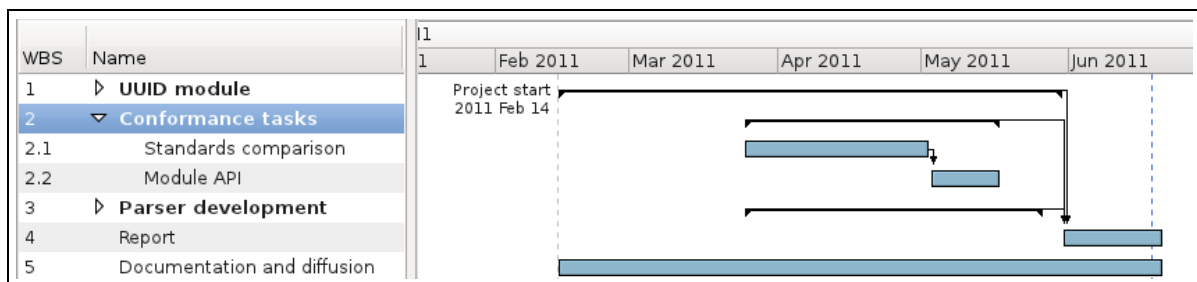 11
WBS Name
1 Feb 2011 Mar 2011 Apr 2011 May 2011 Jun 2011
1 UUID module
Project start
2011 Feb 14
2 Conformance tasks
2.1 Standards comparison
2.2 Module API
3 Parser development
4 Report
5 Documentation and diffusion